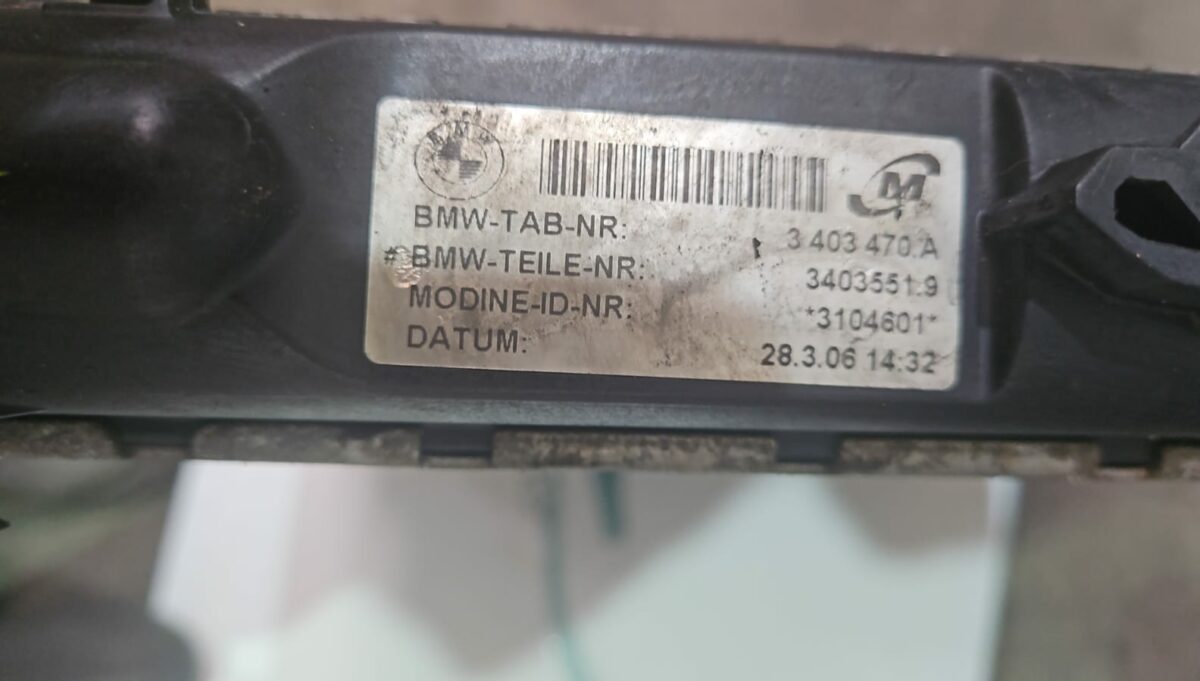 BMW
M
BMW-TAB-NR: 3 403 470.A
# BMW-TEILE-NR: 3403551.9
MODINE-ID-NR: *3104601*
DATUM: 28.3.06 14:32